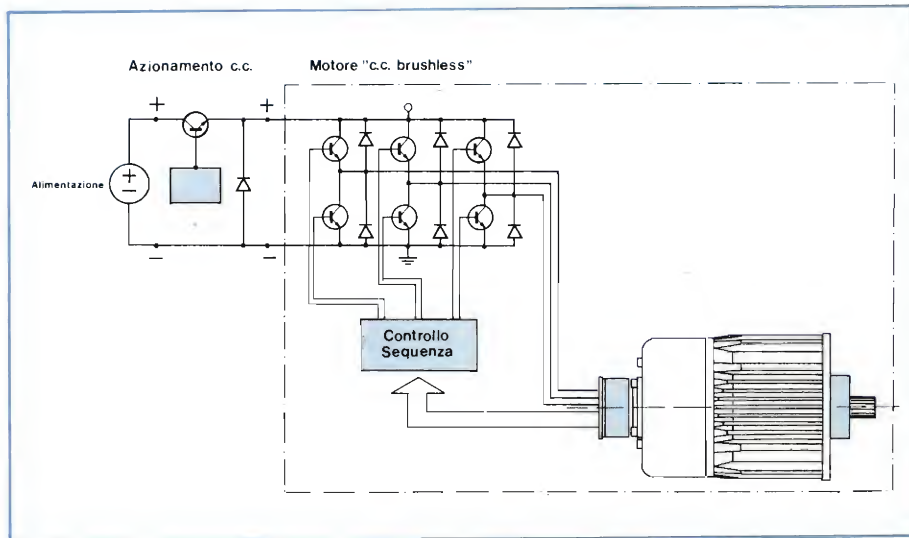 Azionamento c.c.
Motore "c.c. brushless"
+
+
Alimentazione
+
−
−
−
Controllo
Sequenza